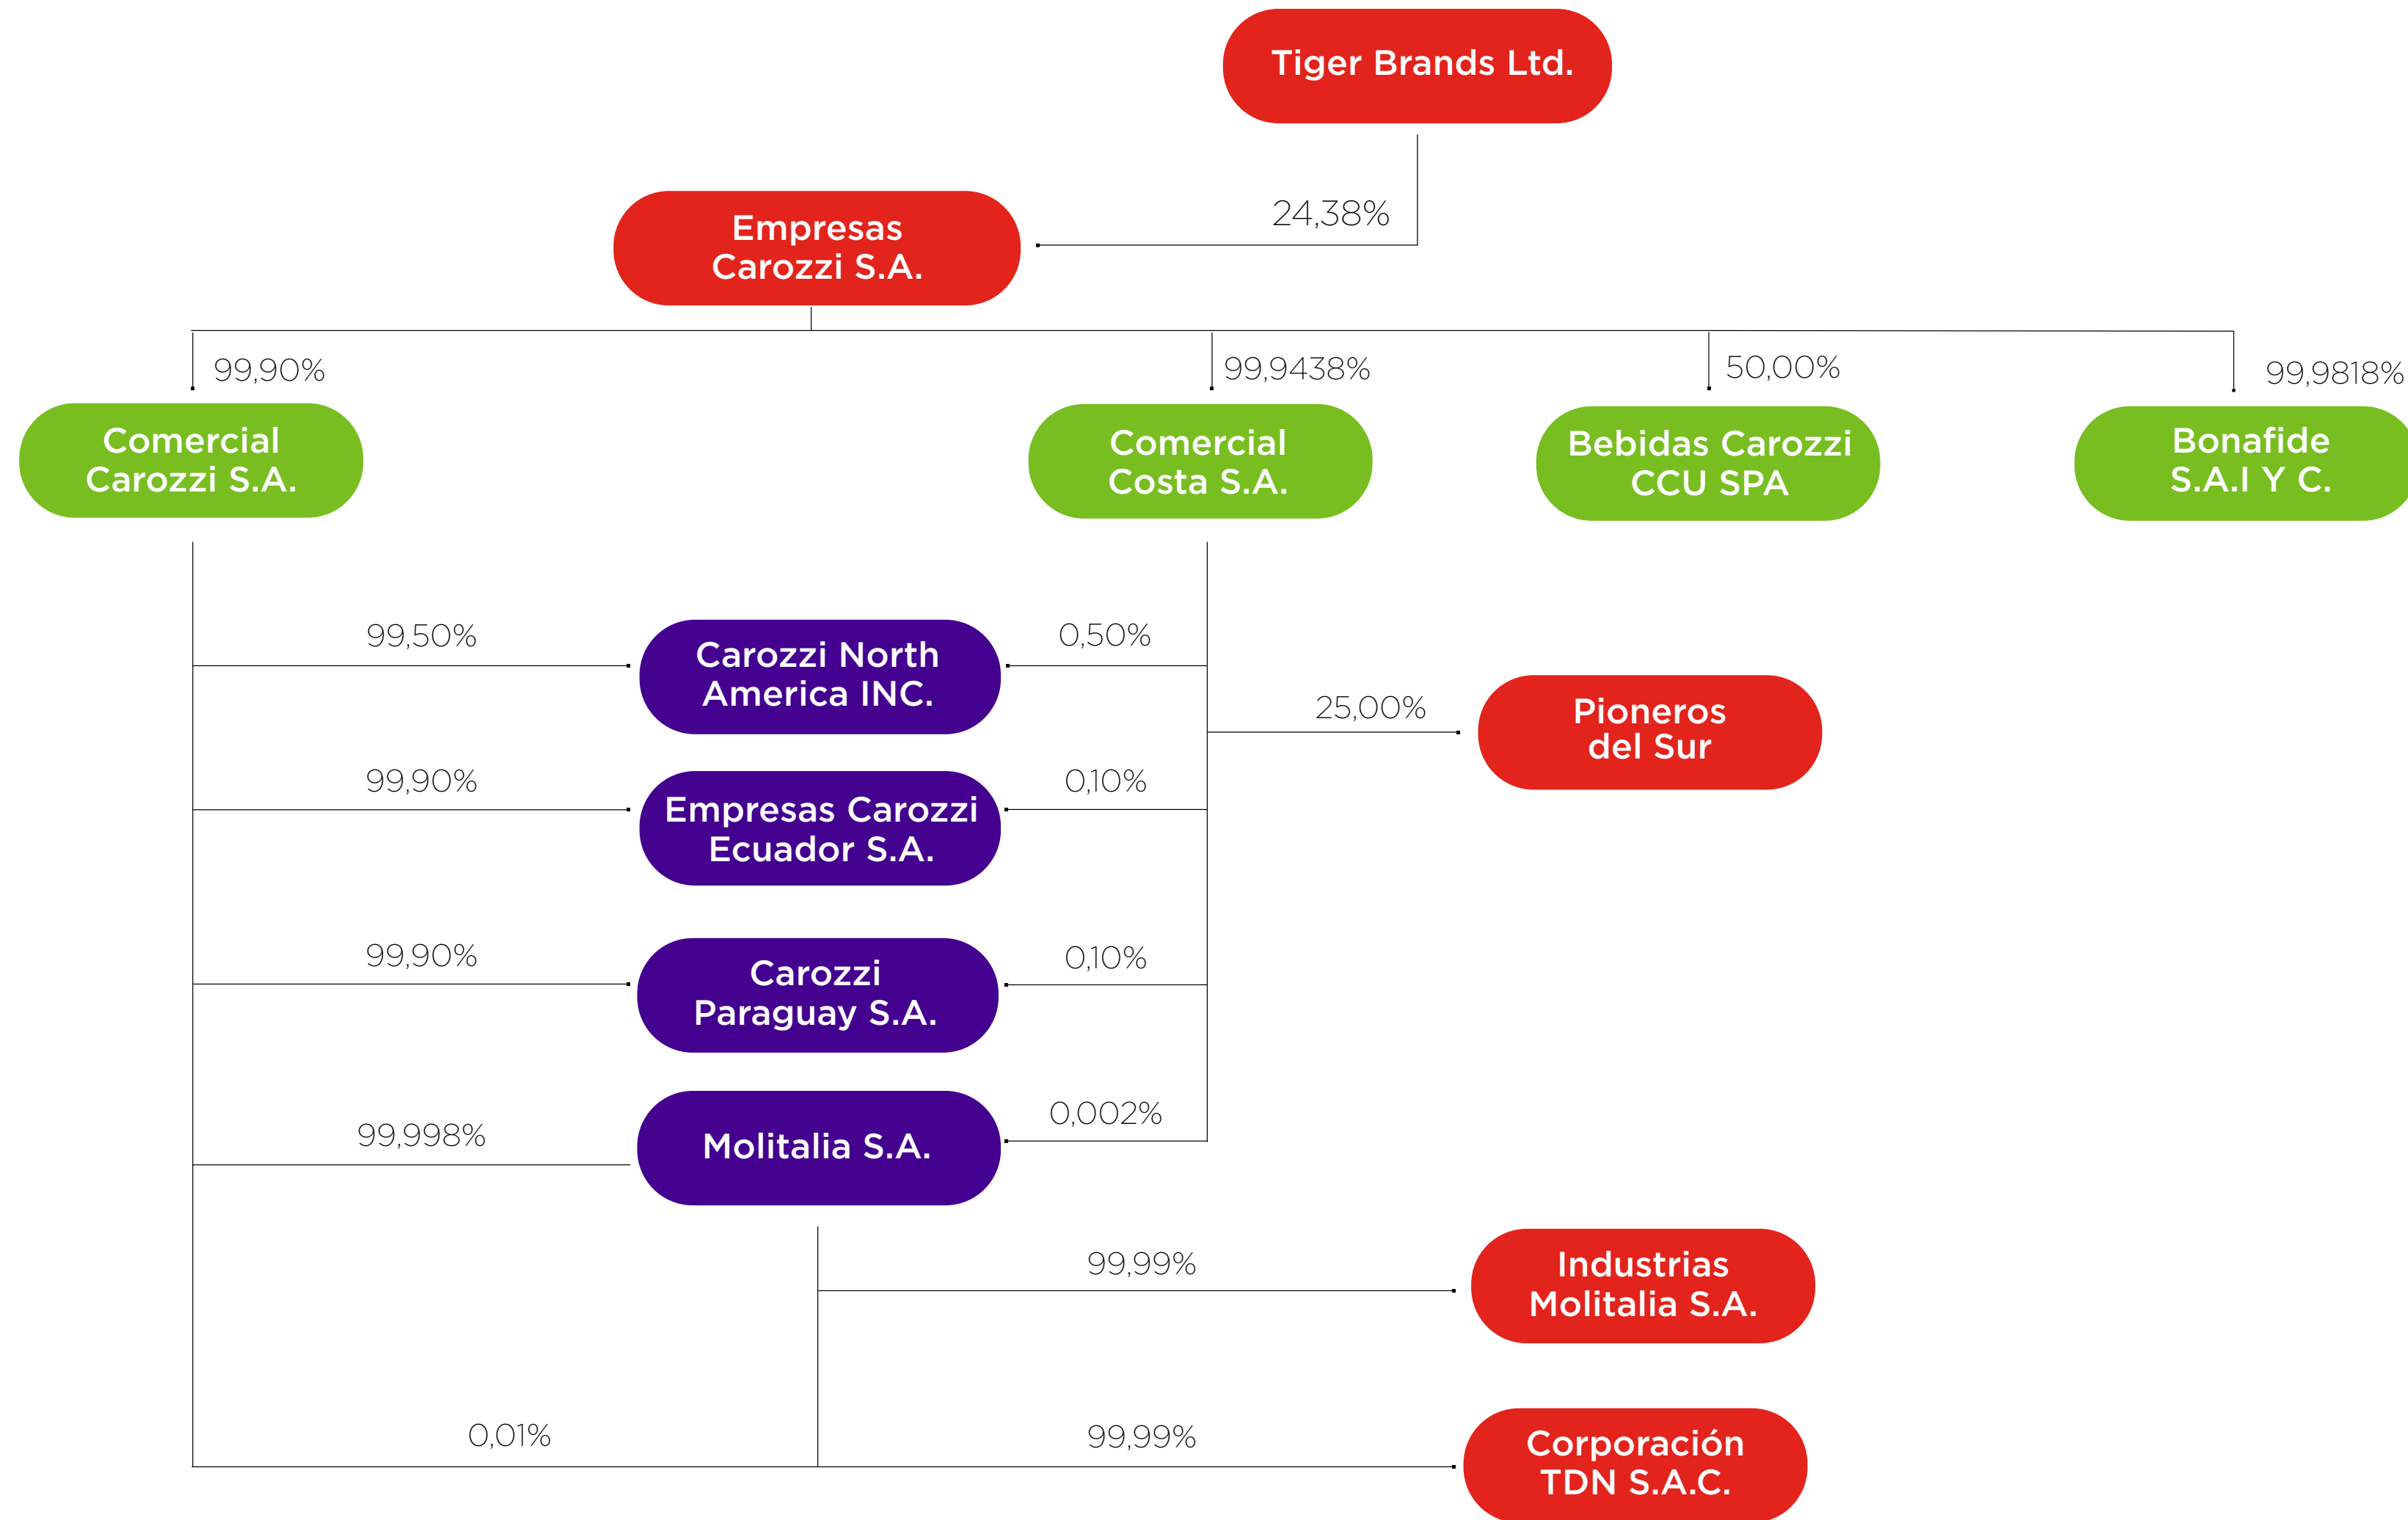 Tiger Brands Ltd.
24,38%
Empresas
Carozzi S.A.
99,90%
99,9438%
50,00%
99,9818%
Comercial
Carozzi S.A.
Comercial
Costa S.A.
Bebidas Carozzi
CCU SPA
Bonafide
S.A.I Y C.
99,50%
Carozzi North
America INC.
0,50%
25,00%
Pioneros
del Sur
99,90%
Empresas Carozzi
Ecuador S.A.
0,10%
99,90%
Carozzi
Paraguay S.A.
0,10%
99,998%
Molitalia S.A.
0,002%
99,99%
Industrias
Molitalia S.A.
0,01%
99,99%
Corporación
TDN S.A.C.